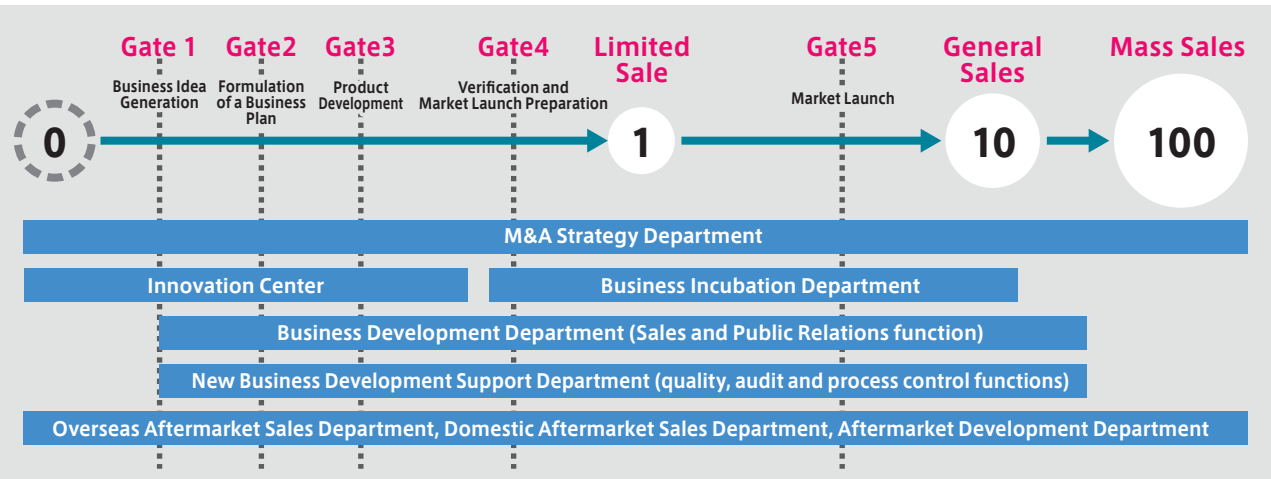 Gate 1
Gate2
Gate3
Gate4
Limited
Sale
Gate5
General
Sales
Mass Sales
Business Idea
Generation
Formulation
of a Business
Plan
Product
Development
Verification and
Market Launch Preparation
Market Launch
0
1
10
100
M&A Strategy Department
Innovation Center
Business Incubation Department
Business Development Department (Sales and Public Relations function)
New Business Development Support Department (quality, audit and process control functions)
Overseas Aftermarket Sales Department, Domestic Aftermarket Sales Department, Aftermarket Development Department